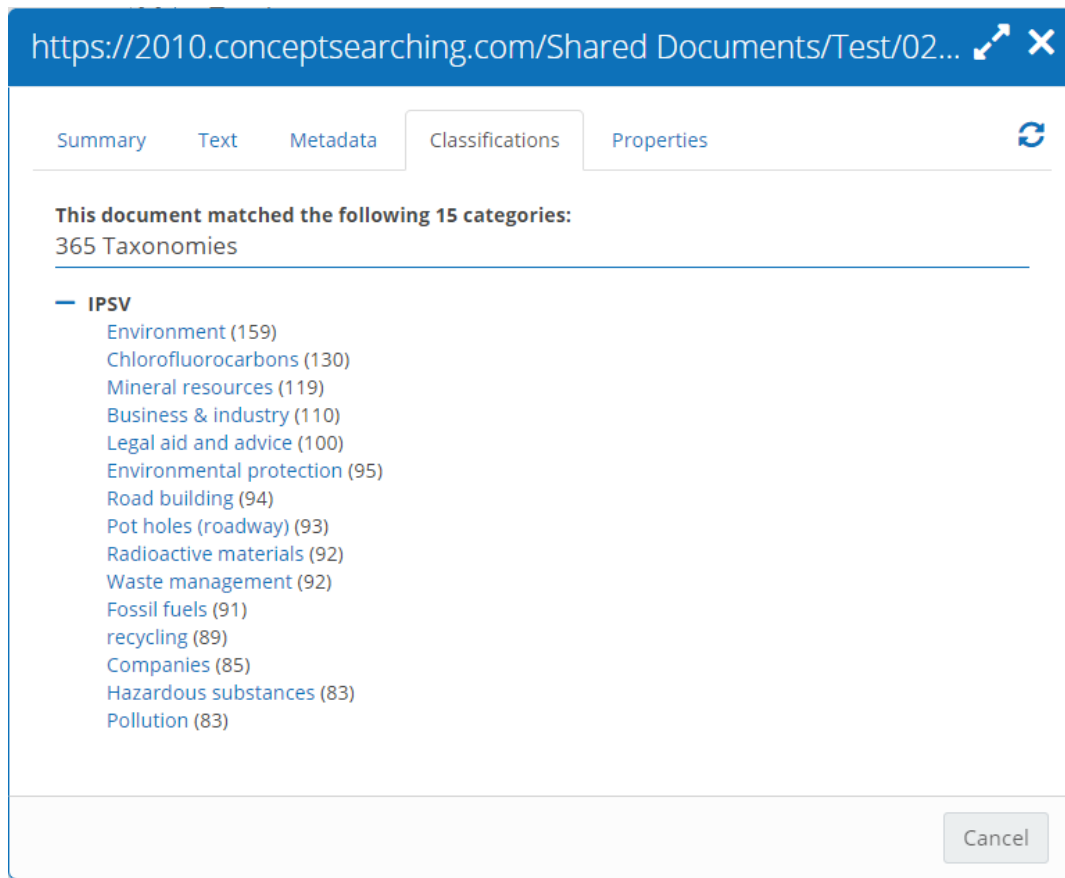 https://2010.conceptsearching.com/Shared Documents/Test/02...
Summary Text Metadata Classifications Properties
This document matched the following 15 categories:
365 Taxonomies
IPSV
Environment (159)
Chlorofluorocarbons (130)
Mineral resources (119)
Business & industry (110)
Legal aid and advice (100)
Environmental protection (95)
Road building (94)
Pot holes (roadway) (93)
Radioactive materials (92)
Waste management (92)
Fossil fuels (91)
recycling (89)
Companies (85)
Hazardous substances (83)
Pollution (83)
Cancel